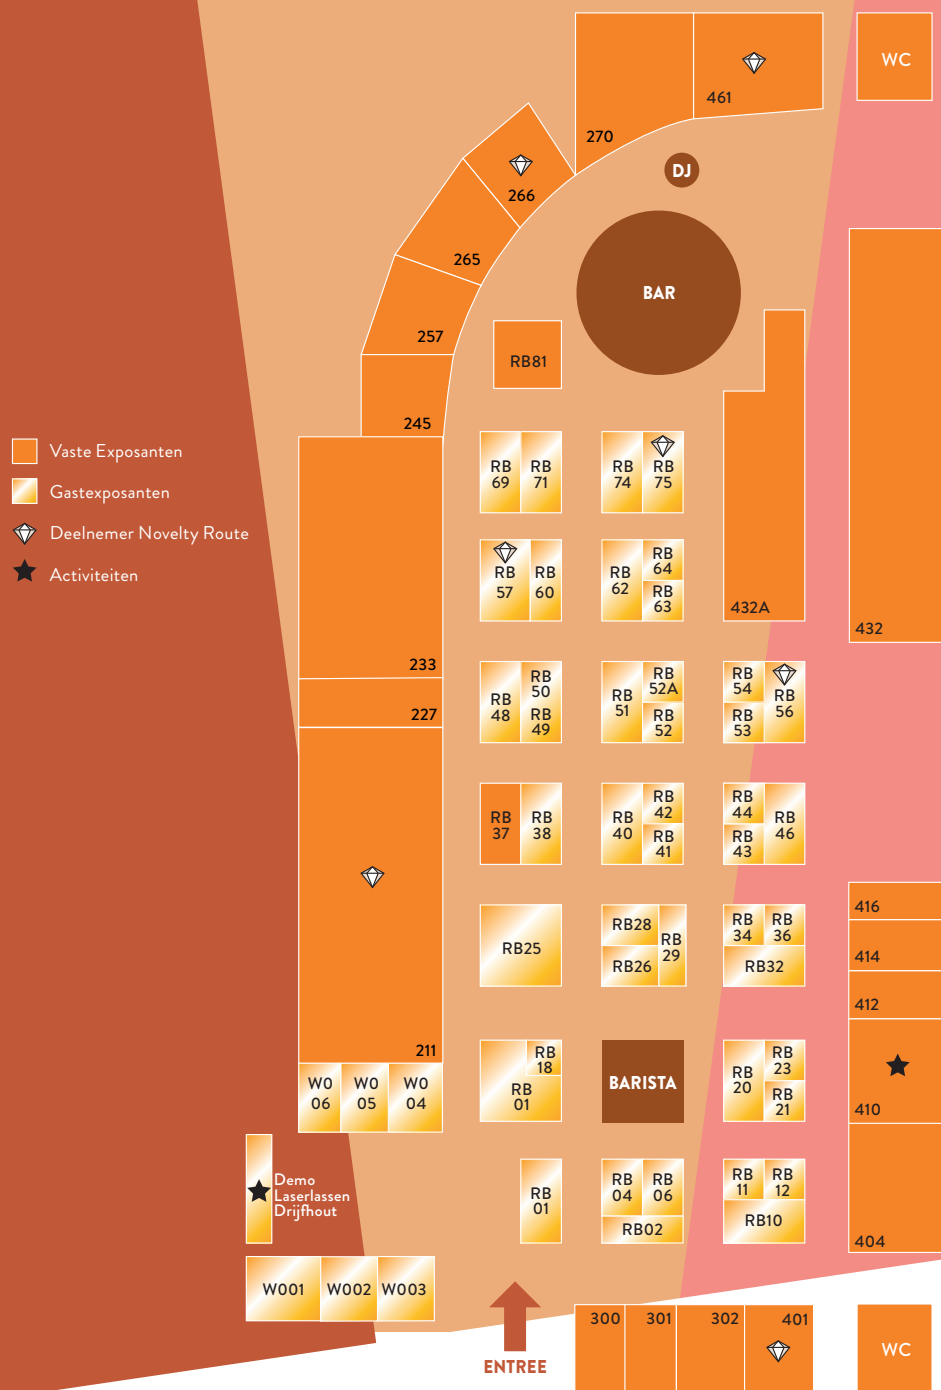 WC
461
270
DJ
266
265
BAR
257
RB81
245
Vaste Exposanten
Gastexposanten
Deelnemer Novelty Route
Activiteiten
RB
69
RB
71
RB
74
RB
75
RB
57
RB
60
RB
62
RB
64
RB
63
432A
432
233
227
RB
48
RB
50
RB
49
RB
51
RB
52A
RB
52
RB
54
RB
53
RB
56
RB
37
RB
38
RB
40
RB
42
RB
41
RB
44
RB
43
RB
46
RB25
RB28
RB26
RB
29
RB
34
RB
36
RB32
416
414
412
410
404
211
W0
06
W0
05
W0
04
RB
18
RB
01
BARISTA
RB
20
RB
23
RB
21
Demo
Laserlassen
Drijfhout
RB
01
RB
04
RB
06
RB02
RB
11
RB
12
RB10
W001
W002
W003
ENTREE
300
301
302
401
WC